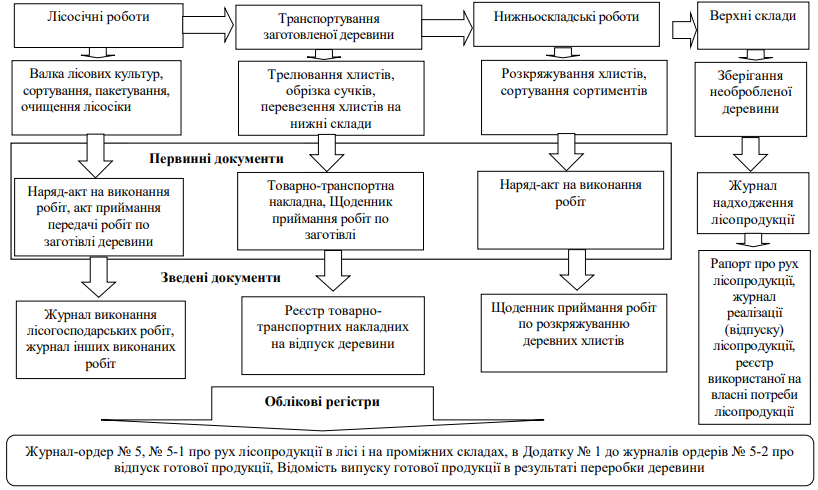 Лісосічні роботи
Транспортування
заготовленої деревини
Нижньоскладські роботи
Верхні склади
Валка лісових культур,
сортування, пакетування,
очищення лісосіки
Трелювання хлистів,
обрізка сучків,
перевезення хлистів на
нижні склади
Розкряжування хлистів,
сортування сортиментів
Зберігання
необробленої
деревини
Первинні документи
Наряд-акт на виконання
робіт, акт приймання
передачі робіт по
заготівлі деревини
Товарно-транспортна
накладна, Щоденник
приймання робіт по
заготівлі
Наряд-акт на виконання
робіт
Журнал
надходження
лісопродукції
Зведені документи
Журнал виконання
лісогосподарських робіт,
журнал інших виконаних
робіт
Реєстр товарно-
транспортних накладних
на відпуск деревини
Щоденник приймання робіт
по розкряжуванню
деревних хлистів
Рапорт про рух
лісопродукції,
журнал
реалізації
(відпуску)
лісопродукції,
реєстр
використаної на
власні потреби
лісопродукції
Облікові регістри
Журнал-ордер № 5, № 5-1 про рух лісопродукції в лісі і на проміжних складах, в Додатку № 1 до журналів ордерів № 5-2 про
відпуск готової продукції, Відомість випуску готової продукції в результаті переробки деревини